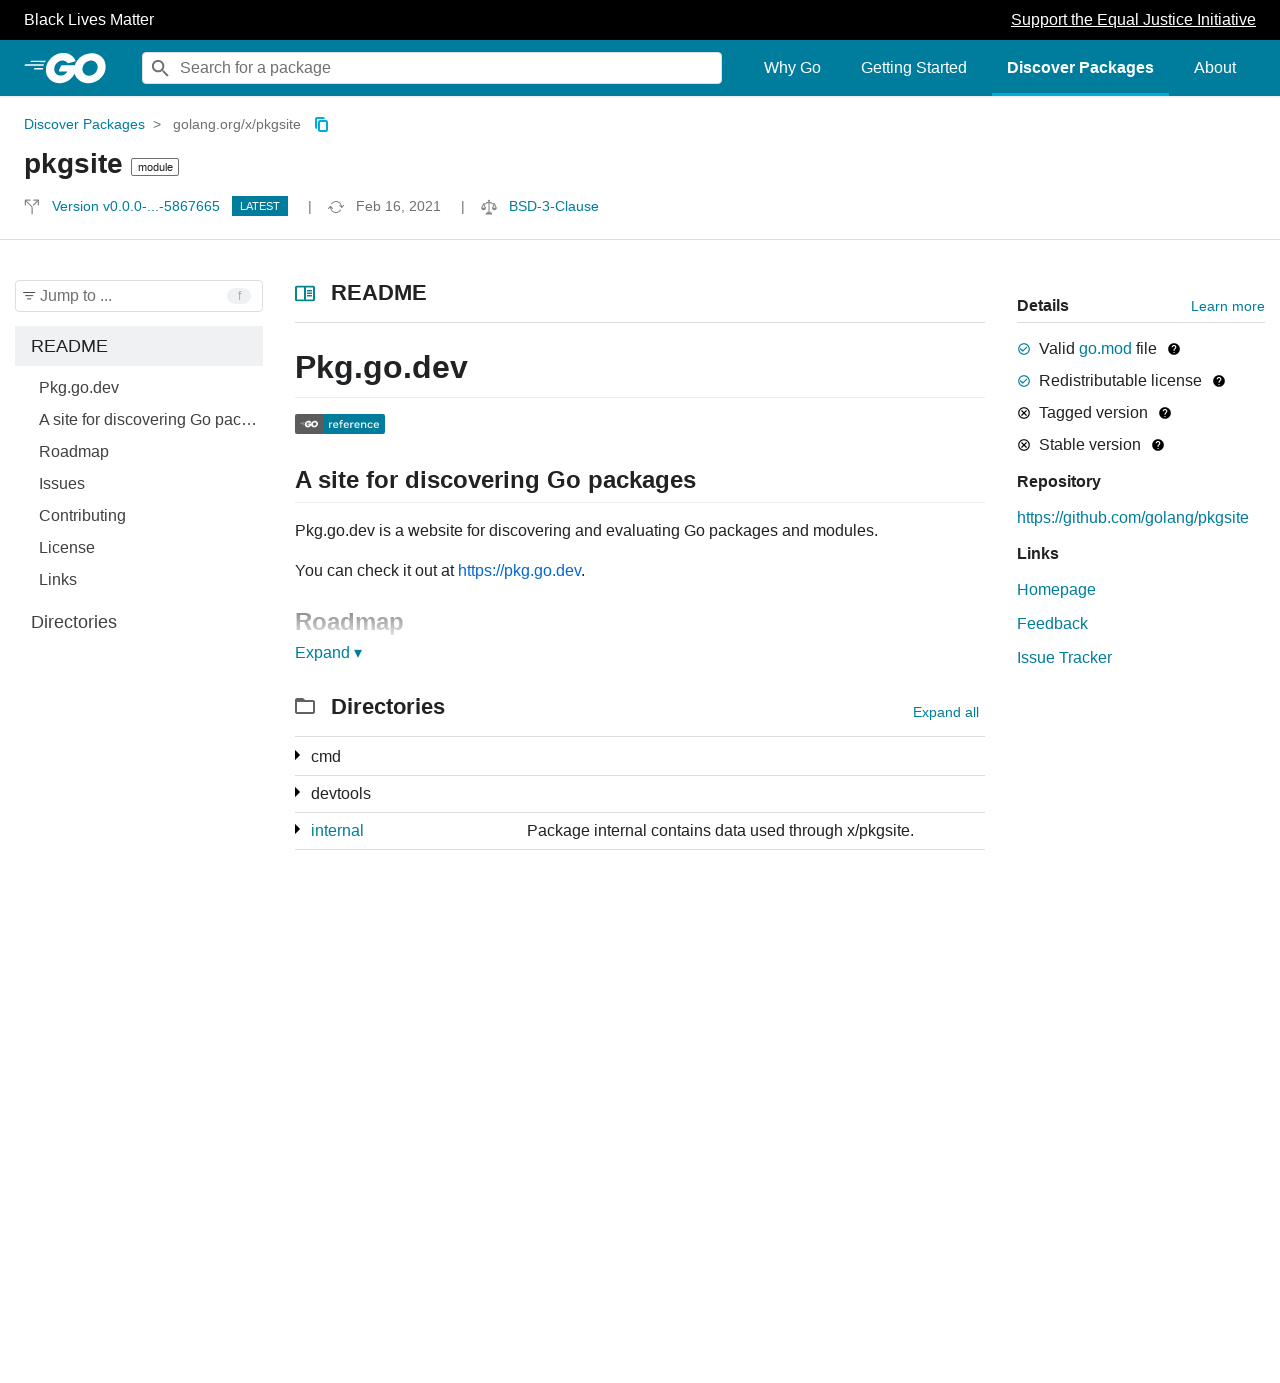 Black Lives Matter Support the Equal Justice Initiative
GO Search for a package Why Go Getting Started Discover Packages About
Discover Packages > golang.org/x/pkgsite
pkgsite module
Version v0.0.0-...-5867665 LATEST | Feb 16, 2021 | BSD-3-Clause
Jump to ... f
README
Pkg.go.dev
A site for discovering Go pac...
Roadmap
Issues
Contributing
License
Links
Directories
README
Pkg.go.dev
GO reference
A site for discovering Go packages
Pkg.go.dev is a website for discovering and evaluating Go packages and modules.
You can check it out at https://pkg.go.dev.
Roadmap
Expand ▾
Directories Expand all
cmd
devtools
internal Package internal contains data used through x/pkgsite.
Details Learn more
Valid go.mod file
Redistributable license
Tagged version
Stable version
Repository
https://github.com/golang/pkgsite
Links
Homepage
Feedback
Issue Tracker